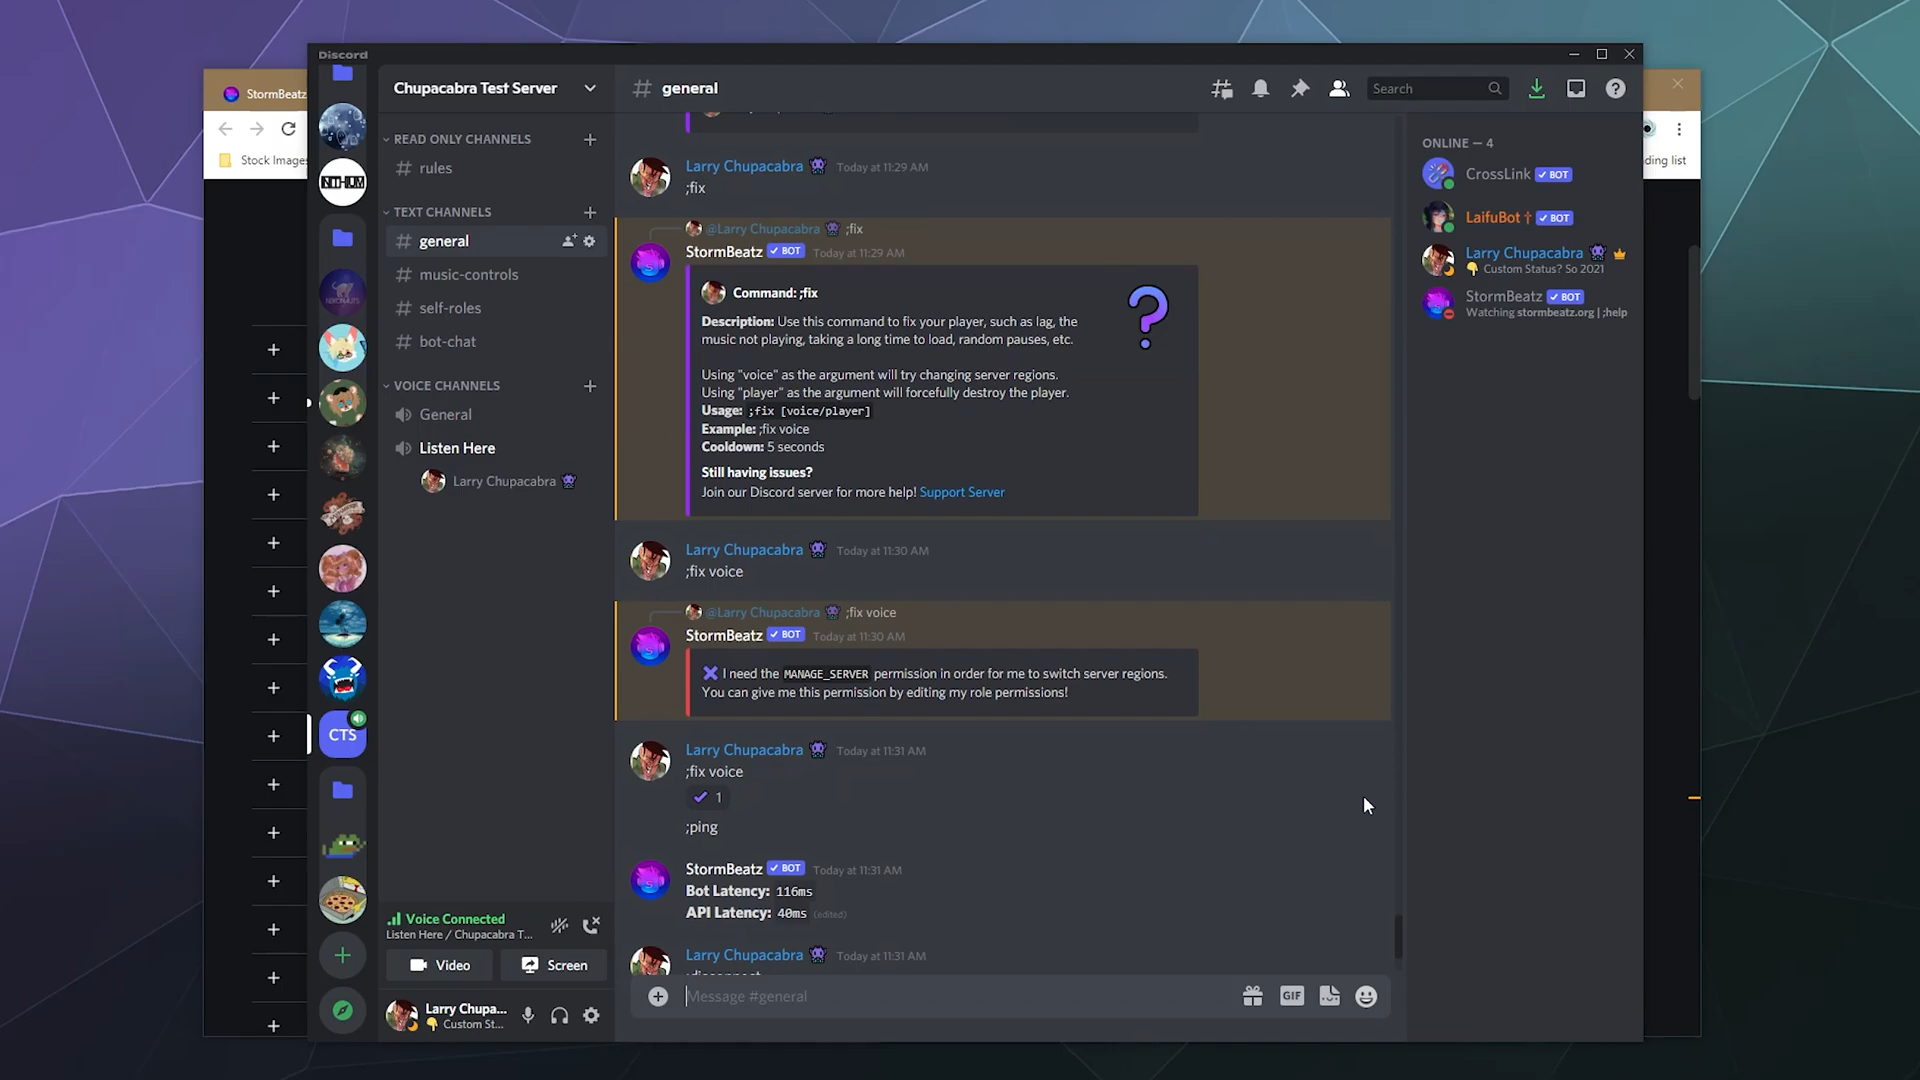 Discord
StormBeatz
Stock Images
ding list
INITHIUM
CTS
Chupacabra Test Server
READ ONLY CHANNELS
rules
TEXT CHANNELS
general
music-controls
self-roles
bot-chat
VOICE CHANNELS
General
Listen Here
Larry Chupacabra
Voice Connected
Listen Here / Chupacabra T...
Video
Screen
Larry Chupa...
Custom St...
# general
Search
Larry Chupacabra Today at 11:29 AM
;fix
@Larry Chupacabra ;fix
StormBeatz ✓ BOT Today at 11:29 AM
Command: ;fix
Description: Use this command to fix your player, such as lag, the
music not playing, taking a long time to load, random pauses, etc.
Using "voice" as the argument will try changing server regions.
Using "player" as the argument will forcefully destroy the player.
Usage: ;fix [voice/player]
Example: ;fix voice
Cooldown: 5 seconds
Still having issues?
Join our Discord server for more help! Support Server
?
Larry Chupacabra Today at 11:30 AM
;fix voice
@Larry Chupacabra ;fix voice
StormBeatz ✓ BOT Today at 11:30 AM
I need the MANAGE_SERVER permission in order for me to switch server regions.
You can give me this permission by editing my role permissions!
Larry Chupacabra Today at 11:31 AM
;fix voice
1
;ping
StormBeatz ✓ BOT Today at 11:31 AM
Bot Latency: 116ms
API Latency: 40ms (edited)
Larry Chupacabra Today at 11:31 AM
;disconnect
Message #general
GIF
ONLINE — 4
CrossLink ✓ BOT
LaifuBot † ✓ BOT
Larry Chupacabra
Custom Status? So 2021
StormBeatz ✓ BOT
Watching stormbeatz.org | ;help